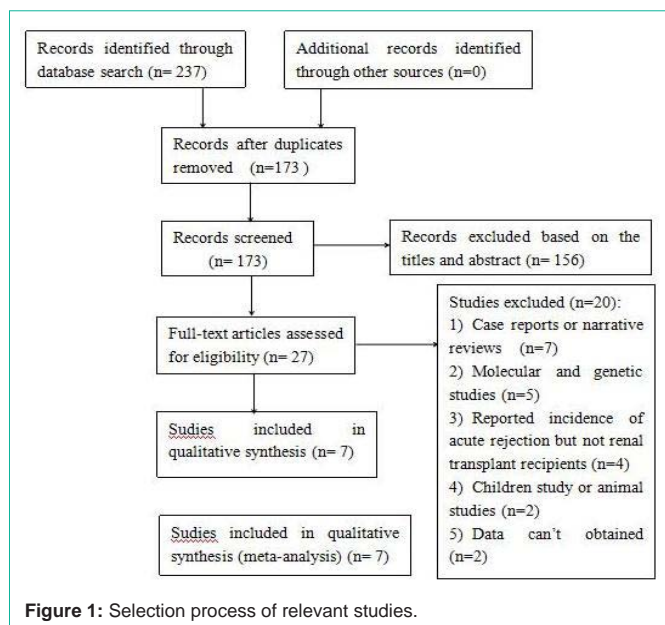 Records identified through
database search (n= 237)
Additional records identified
through other sources (n=0)
Records after duplicates
removed (n=173 )
Records screened
(n= 173)
Records excluded based on the
titles and abstract (n= 156)
Full-text articles assessed
for eligibility (n= 27)
Studies excluded (n=20):
1) Case reports or narrative
reviews (n=7)
2) Molecular and genetic
studies (n=5)
3) Reported incidence of
acute rejection but not renal
transplant recipients (n=4)
4) Children study or animal
studies (n=2)
5) Data can't obtained
(n=2)
Sudies included in
qualitative synthesis (n= 7)
Sudies included in qualitative
synthesis (meta-analysis) (n= 7)
Figure 1: Selection process of relevant studies.